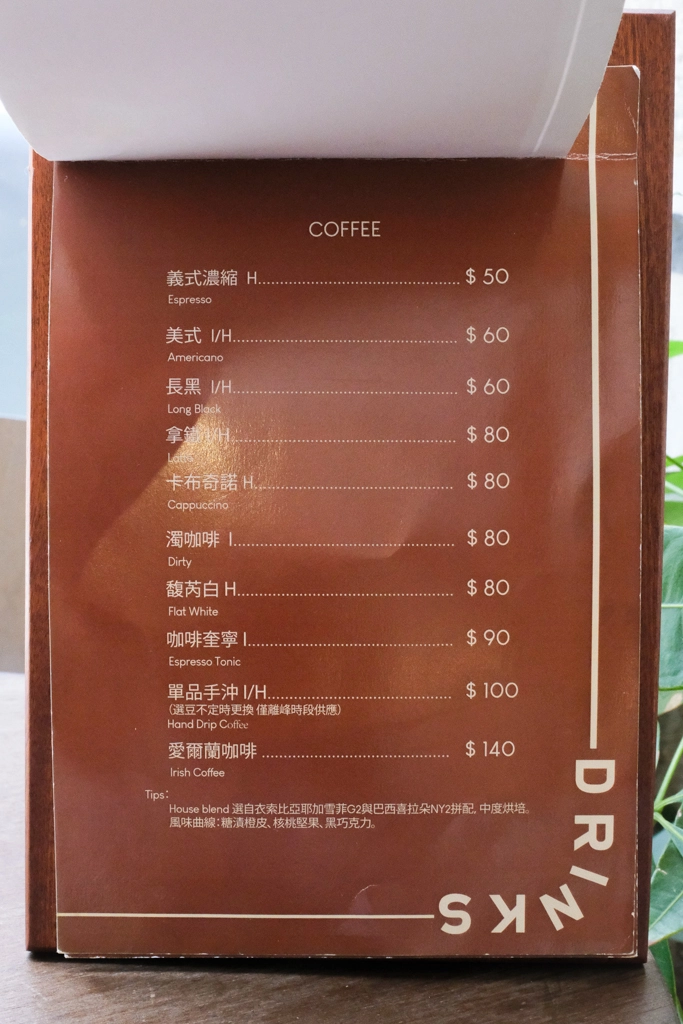 COFFEE
義式濃縮 H........................................ $ 50
Espresso
美式 I/H............................................. $ 60
Americano
長黑 I/H............................................. $ 60
Long Black
拿鐵 I/H............................................. $ 80
Latte
卡布奇諾 H........................................ $ 80
Cappuccino
濁咖啡 I............................................. $ 80
Dirty
馥芮白 H............................................ $ 80
Flat White
咖啡奎寧 I.......................................... $ 90
Espresso Tonic
單品手沖 I/H...................................... $ 100
(選豆不定時更換 僅離峰時段供應)
Hand Drip Coffee
愛爾蘭咖啡 ...................................... $ 140
Irish Coffee
Tips:
House blend 選自衣索比亞耶加雪菲G2與巴西喜拉朵NY2拼配, 中度烘培。
風味曲線:糖漬橙皮、核桃堅果、黑巧克力。
DRINKS